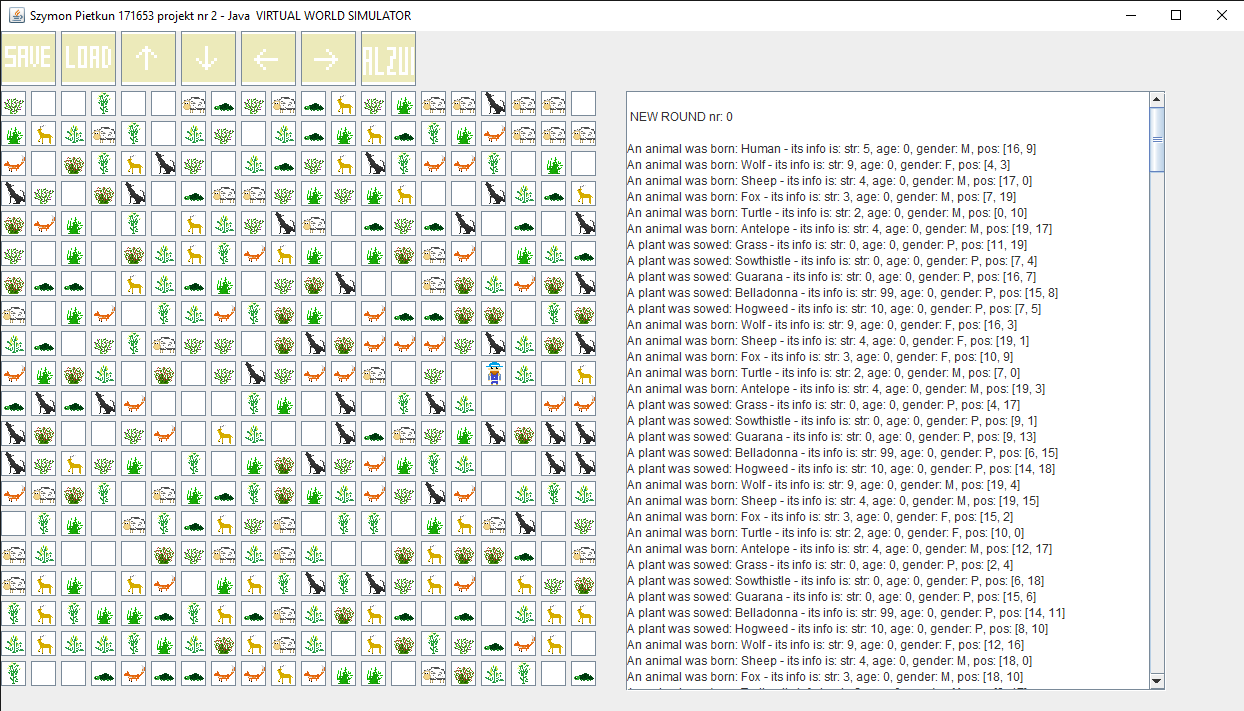 Szymon Pietkun 171653 projekt nr 2 - Java  VIRTUAL WORLD SIMULATOR
SAVE LOAD ↑ ↓ ← → ALZUR
NEW ROUND nr: 0
An animal was born: Human - its info is: str: 5, age: 0, gender: M, pos: [16, 9]
An animal was born: Wolf - its info is: str: 9, age: 0, gender: F, pos: [4, 3]
An animal was born: Sheep - its info is: str: 4, age: 0, gender: M, pos: [17, 0]
An animal was born: Fox - its info is: str: 3, age: 0, gender: M, pos: [7, 19]
An animal was born: Turtle - its info is: str: 2, age: 0, gender: M, pos: [0, 10]
An animal was born: Antelope - its info is: str: 4, age: 0, gender: M, pos: [19, 17]
A plant was sowed: Grass - its info is: str: 0, age: 0, gender: P, pos: [11, 19]
A plant was sowed: Sowthistle - its info is: str: 0, age: 0, gender: P, pos: [7, 4]
A plant was sowed: Guarana - its info is: str: 0, age: 0, gender: P, pos: [16, 7]
A plant was sowed: Belladonna - its info is: str: 99, age: 0, gender: P, pos: [15, 8]
A plant was sowed: Hogweed - its info is: str: 10, age: 0, gender: P, pos: [7, 5]
An animal was born: Wolf - its info is: str: 9, age: 0, gender: F, pos: [16, 3]
An animal was born: Sheep - its info is: str: 4, age: 0, gender: F, pos: [19, 1]
An animal was born: Fox - its info is: str: 3, age: 0, gender: F, pos: [10, 9]
An animal was born: Turtle - its info is: str: 2, age: 0, gender: M, pos: [7, 0]
An animal was born: Antelope - its info is: str: 4, age: 0, gender: M, pos: [19, 3]
A plant was sowed: Grass - its info is: str: 0, age: 0, gender: P, pos: [4, 17]
A plant was sowed: Sowthistle - its info is: str: 0, age: 0, gender: P, pos: [9, 1]
A plant was sowed: Guarana - its info is: str: 0, age: 0, gender: P, pos: [9, 13]
A plant was sowed: Belladonna - its info is: str: 99, age: 0, gender: P, pos: [6, 15]
A plant was sowed: Hogweed - its info is: str: 10, age: 0, gender: P, pos: [14, 18]
An animal was born: Wolf - its info is: str: 9, age: 0, gender: M, pos: [19, 4]
An animal was born: Sheep - its info is: str: 4, age: 0, gender: M, pos: [19, 15]
An animal was born: Fox - its info is: str: 3, age: 0, gender: F, pos: [15, 2]
An animal was born: Turtle - its info is: str: 2, age: 0, gender: F, pos: [10, 0]
An animal was born: Antelope - its info is: str: 4, age: 0, gender: M, pos: [12, 17]
A plant was sowed: Grass - its info is: str: 0, age: 0, gender: P, pos: [2, 4]
A plant was sowed: Sowthistle - its info is: str: 0, age: 0, gender: P, pos: [6, 18]
A plant was sowed: Guarana - its info is: str: 0, age: 0, gender: P, pos: [15, 6]
A plant was sowed: Belladonna - its info is: str: 99, age: 0, gender: P, pos: [14, 11]
A plant was sowed: Hogweed - its info is: str: 10, age: 0, gender: P, pos: [8, 10]
An animal was born: Wolf - its info is: str: 9, age: 0, gender: F, pos: [12, 16]
An animal was born: Sheep - its info is: str: 4, age: 0, gender: M, pos: [18, 0]
An animal was born: Fox - its info is: str: 3, age: 0, gender: M, pos: [18, 10]